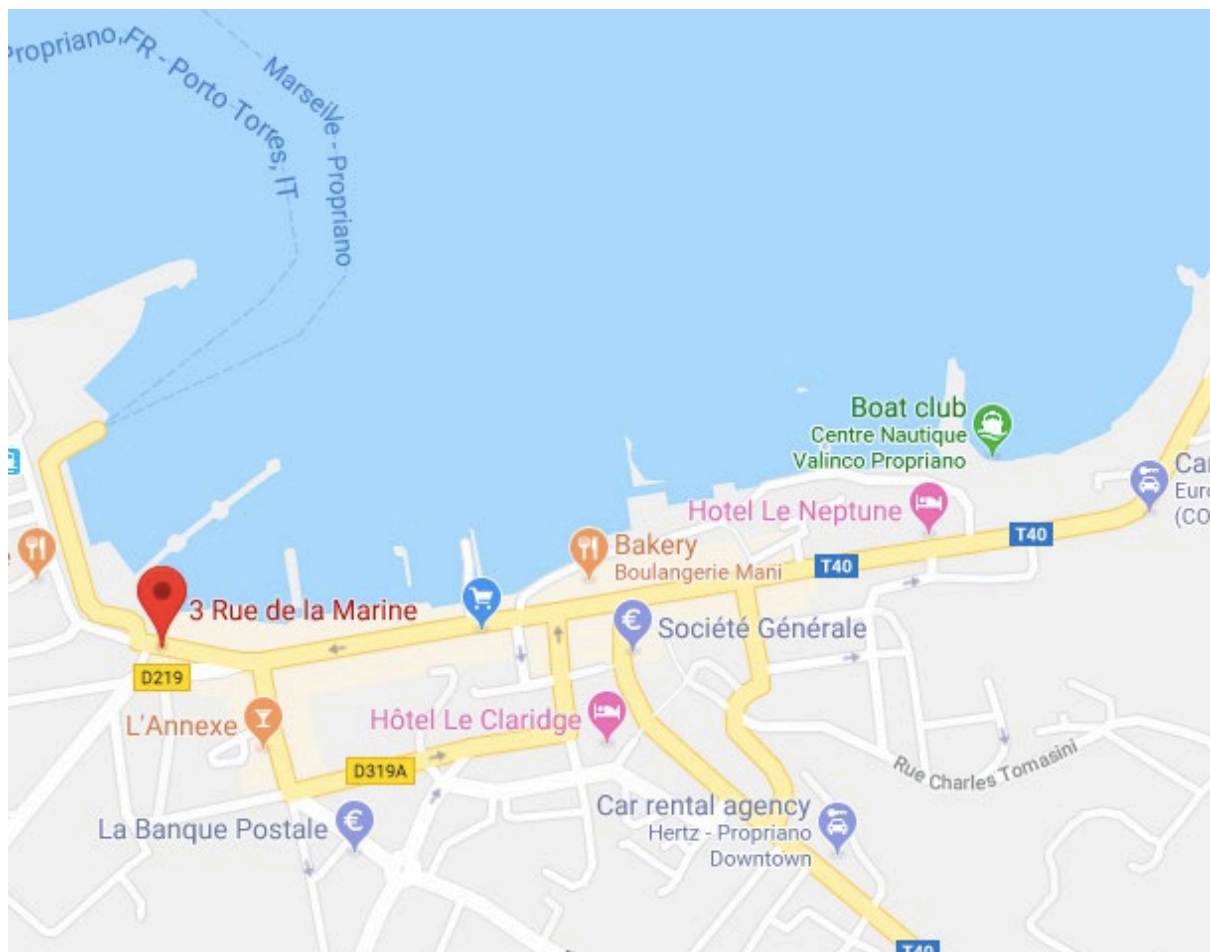 Propriano, FR - Porto Torres, IT
Marseille - Propriano
Boat club
Centre Nautique
Valinco Propriano
Hotel Le Neptune
Car
Euro
(CO
T40
Bakery
Boulangerie Mani
T40
3 Rue de la Marine
Société Générale
D219
L'Annexe
Hôtel Le Claridge
D319A
Rue Charles Tomasini
La Banque Postale
Car rental agency
Hertz - Propriano
Downtown
T40